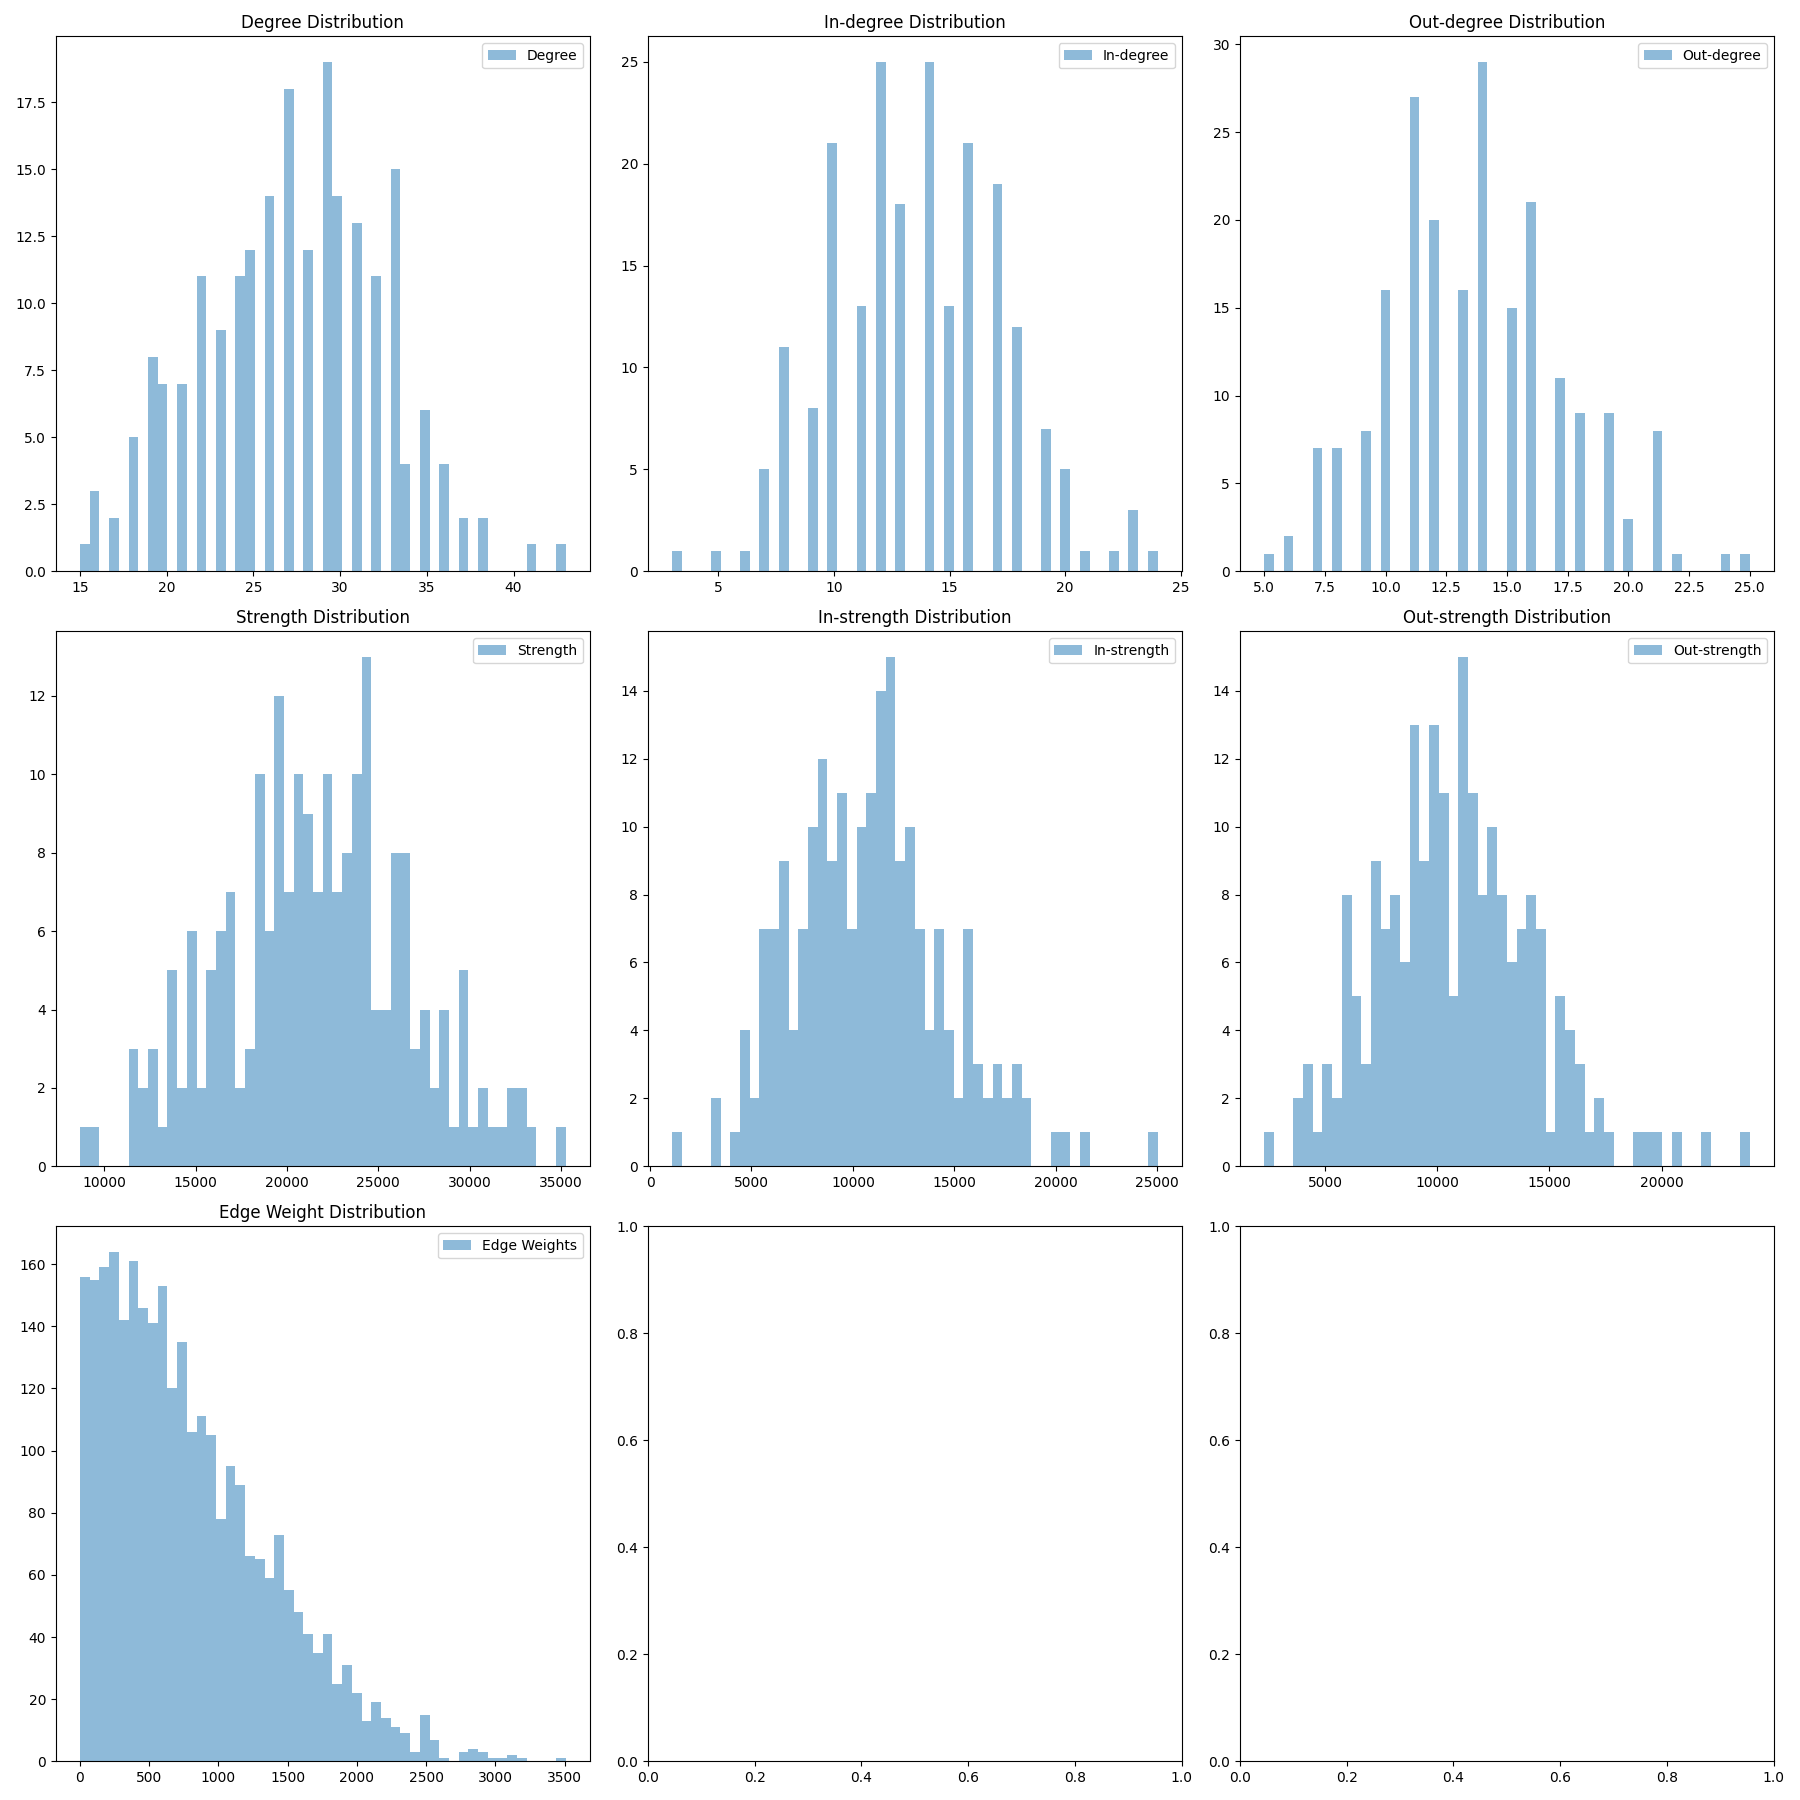 Degree Distribution
Degree
17.5
15.0
12.5
10.0
7.5
5.0
2.5
0.0
15 20 25 30 35 40
In-degree Distribution
In-degree
25
20
15
10
5
0
5 10 15 20 25
Out-degree Distribution
Out-degree
30
25
20
15
10
5
0
5.0 7.5 10.0 12.5 15.0 17.5 20.0 22.5 25.0
Strength Distribution
Strength
12
10
8
6
4
2
0
10000 15000 20000 25000 30000 35000
In-strength Distribution
In-strength
14
12
10
8
6
4
2
0
0 5000 10000 15000 20000 25000
Out-strength Distribution
Out-strength
14
12
10
8
6
4
2
0
5000 10000 15000 20000
Edge Weight Distribution
Edge Weights
160
140
120
100
80
60
40
20
0
0 500 1000 1500 2000 2500 3000 3500
1.0
0.8
0.6
0.4
0.2
0.0
0.0 0.2 0.4 0.6 0.8 1.0
1.0
0.8
0.6
0.4
0.2
0.0
0.0 0.2 0.4 0.6 0.8 1.0